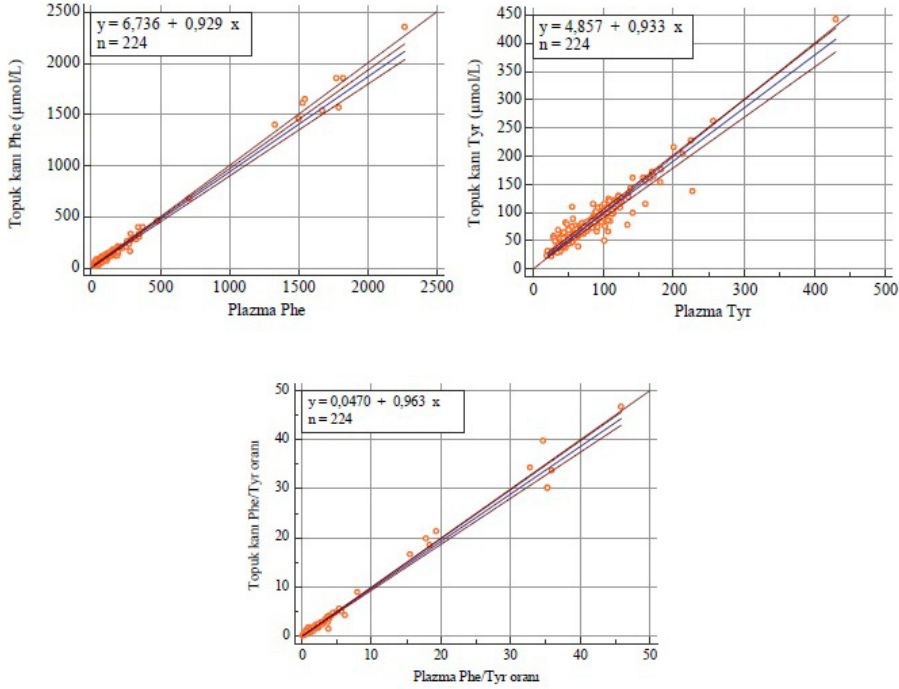 y = 6,736 + 0,929 x
n = 224
2500
2000
1500
1000
500
0
Topuk kanı Phe (µmol/L)
0 500 1000 1500 2000 2500
Plazma Phe
y = 4,857 + 0,933 x
n = 224
450
400
350
300
250
200
150
100
50
0
Topuk kanı Tyr (µmol/L)
0 100 200 300 400 500
Plazma Tyr
y = 0,0470 + 0,963 x
n = 224
50
40
30
20
10
0
Topuk kanı Phe/Tyr oranı
0 10 20 30 40 50
Plazma Phe/Tyr oranı